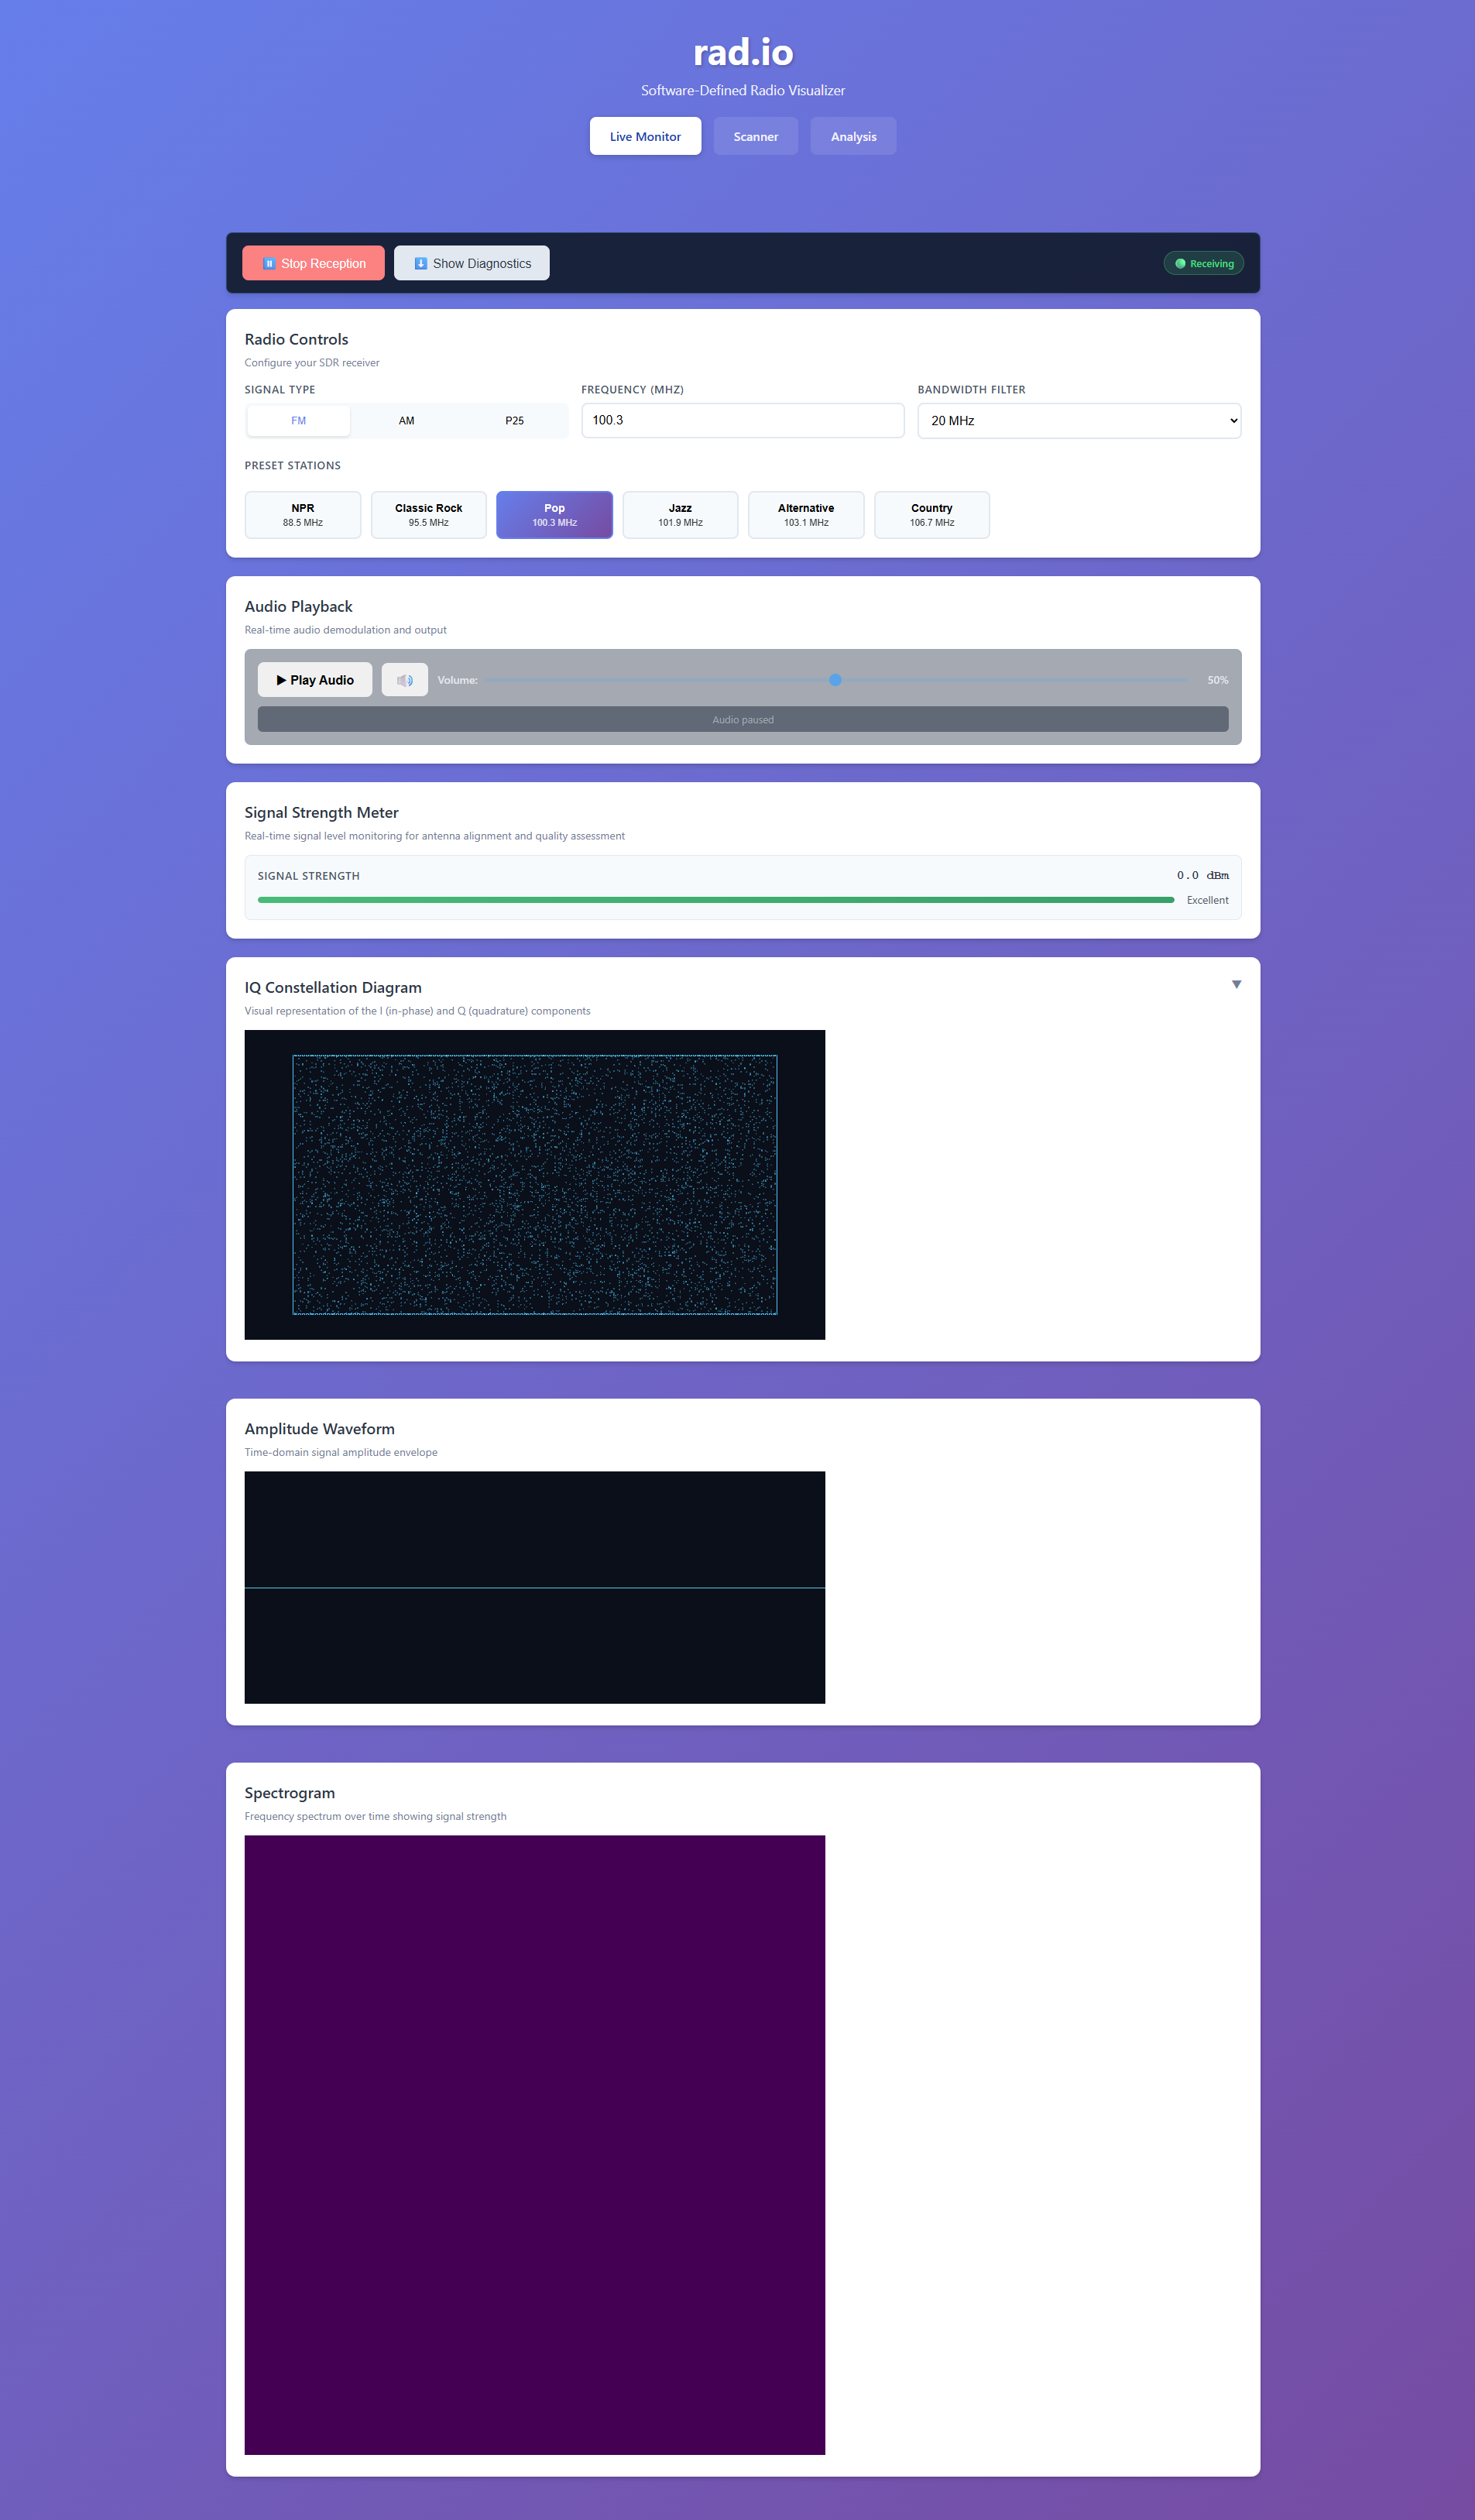 rad.io
Software-Defined Radio Visualizer
Live Monitor
Scanner
Analysis
Stop Reception
Show Diagnostics
Receiving
Radio Controls
Configure your SDR receiver
SIGNAL TYPE
FM
AM
P25
FREQUENCY (MHZ)
100.3
BANDWIDTH FILTER
20 MHz
PRESET STATIONS
NPR
88.5 MHz
Classic Rock
95.5 MHz
Pop
100.3 MHz
Jazz
101.9 MHz
Alternative
103.1 MHz
Country
106.7 MHz
Audio Playback
Real-time audio demodulation and output
▶ Play Audio
Volume:
50%
Audio paused
Signal Strength Meter
Real-time signal level monitoring for antenna alignment and quality assessment
SIGNAL STRENGTH
0.0 dBm
Excellent
IQ Constellation Diagram
Visual representation of the I (in-phase) and Q (quadrature) components
Amplitude Waveform
Time-domain signal amplitude envelope
Spectrogram
Frequency spectrum over time showing signal strength